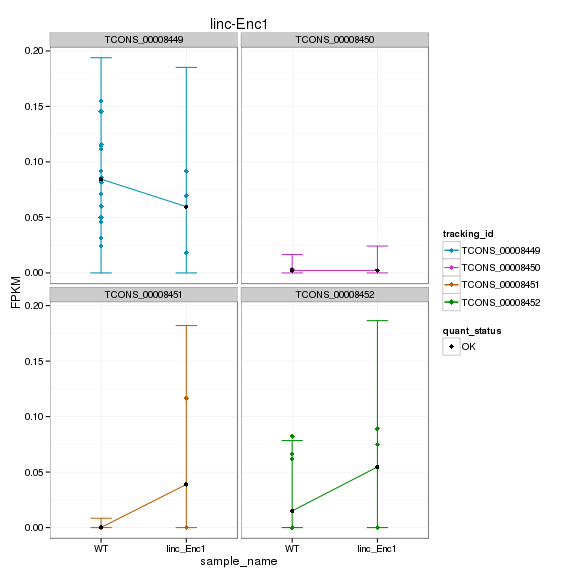 linc-Enc1
TCONS_00008449
TCONS_00008450
0.20
0.15
0.10
0.05
0.00
TCONS_00008451
TCONS_00008452
0.20
0.15
0.10
0.05
0.00
FPKM
WT
linc_Enc1
WT
linc_Enc1
sample_name
tracking_id
TCONS_00008449
TCONS_00008450
TCONS_00008451
TCONS_00008452
quant_status
OK